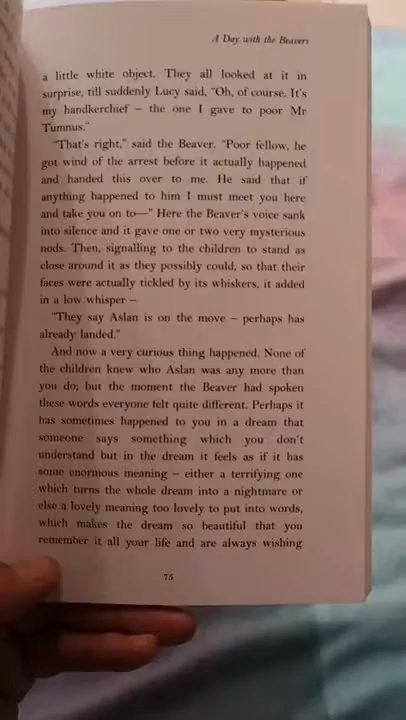 A Day with the Beavers
a little white object. They all looked at it in
surprise, till suddenly Lucy said, "Oh, of course. It's
my handkerchief – the one I gave to poor Mr
Tumnus."
"That's right," said the Beaver. "Poor fellow, he
got wind of the arrest before it actually happened
and handed this over to me. He said that if
anything happened to him I must meet you here
and take you on to—" Here the Beaver's voice sank
into silence and it gave one or two very mysterious
nods. Then, signalling to the children to stand as
close around it as they possibly could, so that their
faces were actually tickled by its whiskers, it added
in a low whisper –
"They say Aslan is on the move – perhaps has
already landed."
And now a very curious thing happened. None of
the children knew who Aslan was any more than
you do; but the moment the Beaver had spoken
these words everyone felt quite different. Perhaps it
has sometimes happened to you in a dream that
someone says something which you don't
understand but in the dream it feels as if it has
some enormous meaning – either a terrifying one
which turns the whole dream into a nightmare or
else a lovely meaning too lovely to put into words,
which makes the dream so beautiful that you
remember it all your life and are always wishing
75